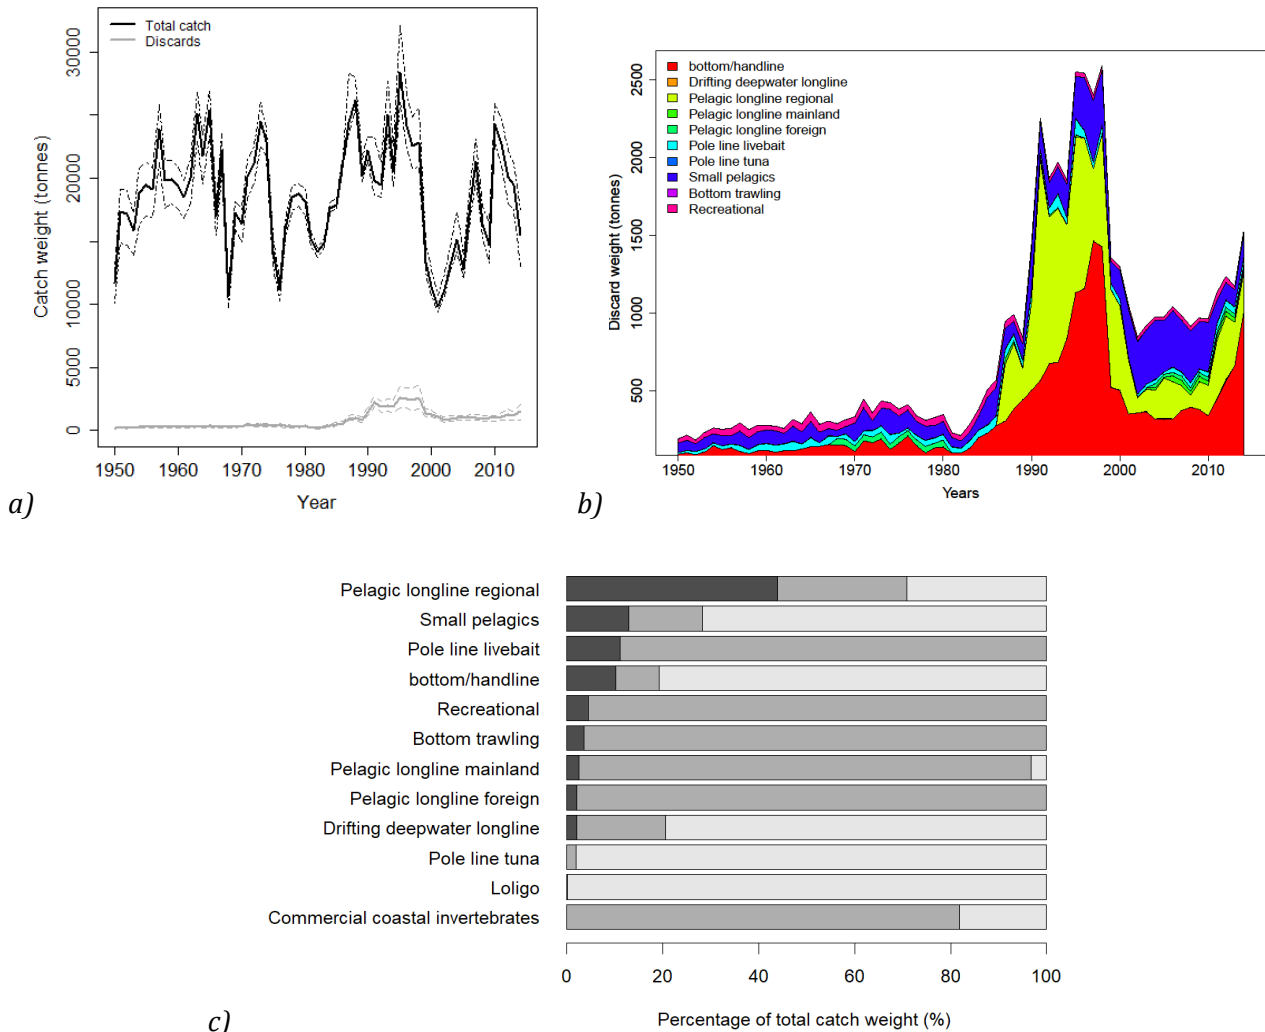 Total catch
Discards
Catch weight (tonnes)
0
5000
10000
20000
30000
1950 1960 1970 1980 1990 2000 2010
Year
a)
bottom/handline
Drifting deepwater longline
Pelagic longline regional
Pelagic longline mainland
Pelagic longline foreign
Pole line livebait
Pole line tuna
Small pelagics
Bottom trawling
Recreational
Discard weight (tonnes)
500
1000
1500
2000
2500
1950 1960 1970 1980 1990 2000 2010
Years
b)
Pelagic longline regional
Small pelagics
Pole line livebait
bottom/handline
Recreational
Bottom trawling
Pelagic longline mainland
Pelagic longline foreign
Drifting deepwater longline
Pole line tuna
Loligo
Commercial coastal invertebrates
0 20 40 60 80 100
Percentage of total catch weight (%)
c)